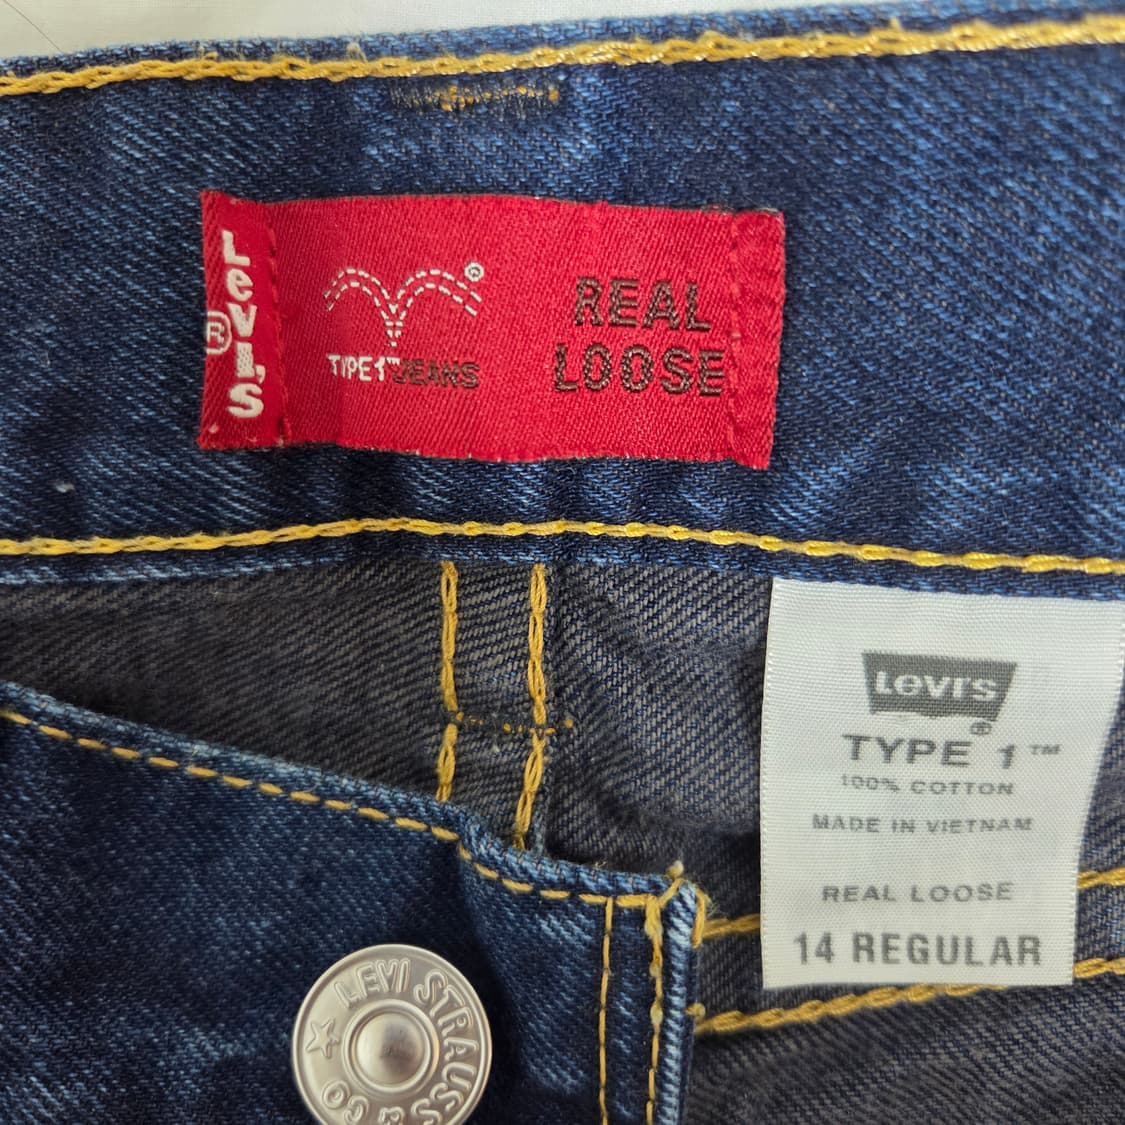 LEVI'S
®
©
TYPE 1™ JEANS
REAL
LOOSE
Levi's
®
TYPE 1™
100% COTTON
MADE IN VIETNAM
REAL LOOSE
14 REGULAR
LEVI STRAUSS & CO